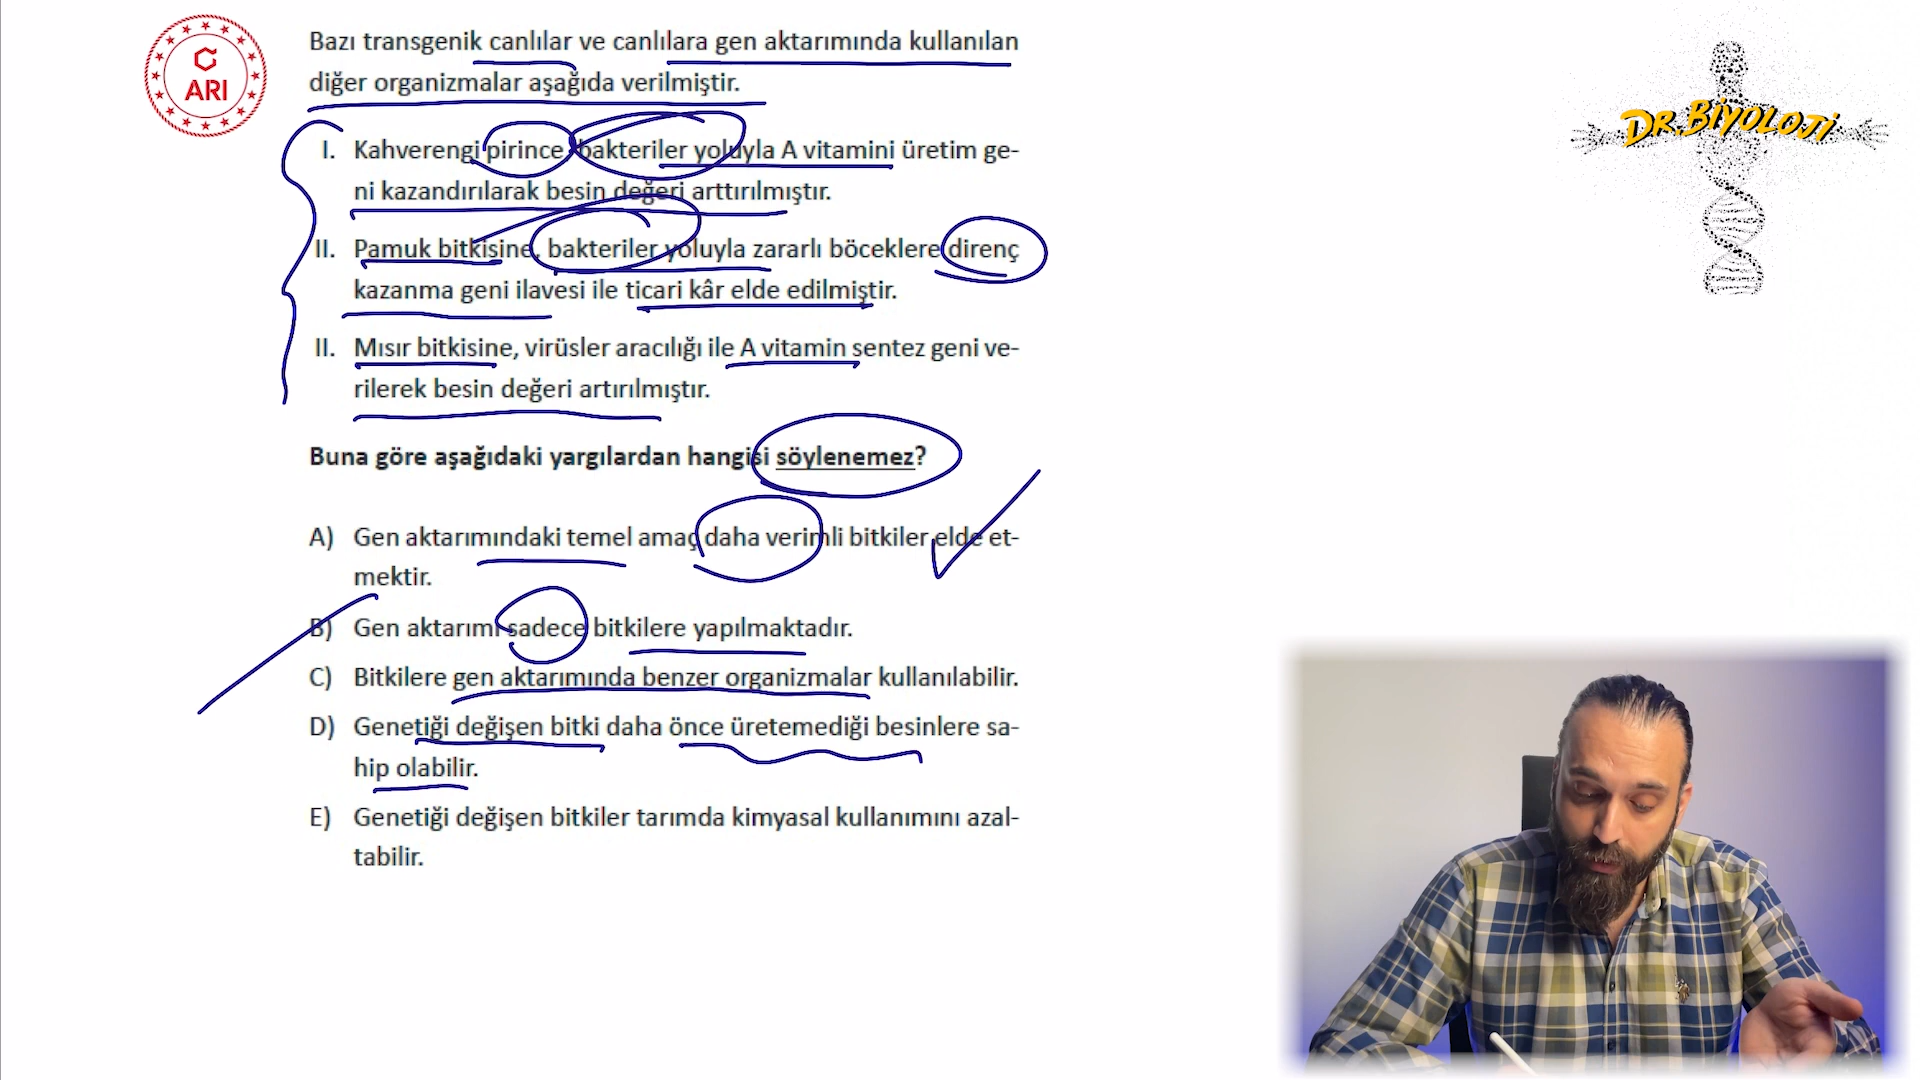 ARI
DR.BİYOLOJİ
Bazı transgenik canlılar ve canlılara gen aktarımında kullanılan
diğer organizmalar aşağıda verilmiştir.
I. Kahverengi pirince bakteriler yoluyla A vitamini üretim ge-
ni kazandırılarak besin değeri arttırılmıştır.
II. Pamuk bitkisine, bakteriler yoluyla zararlı böceklere direnç
kazanma geni ilavesi ile ticari kâr elde edilmiştir.
II. Mısır bitkisine, virüsler aracılığı ile A vitamin sentez geni ve-
rilerek besin değeri artırılmıştır.
Buna göre aşağıdaki yargılardan hangisi söylenemez?
A) Gen aktarımındaki temel amaç daha verimli bitkiler elde et-
mektir.
B) Gen aktarımı sadece bitkilere yapılmaktadır.
C) Bitkilere gen aktarımında benzer organizmalar kullanılabilir.
D) Genetiği değişen bitki daha önce üretemediği besinlere sa-
hip olabilir.
E) Genetiği değişen bitkiler tarımda kimyasal kullanımını azal-
tabilir.